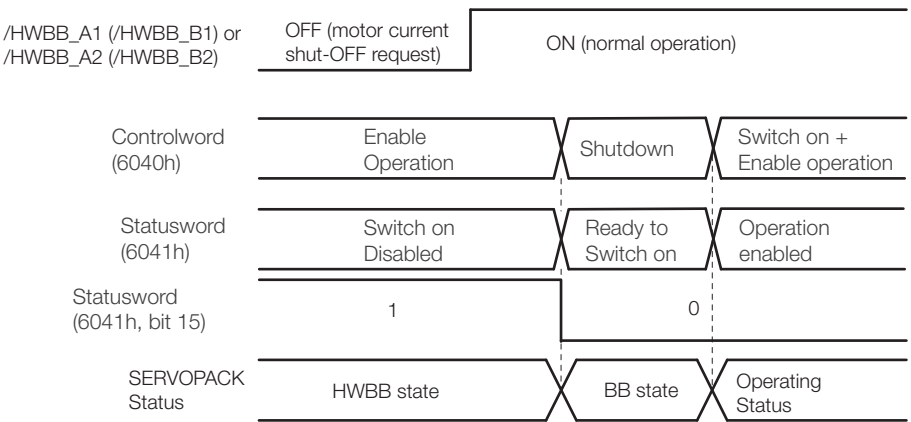 /HWBB_A1 (/HWBB_B1) or
/HWBB_A2 (/HWBB_B2)
OFF (motor current
shut-OFF request)
ON (normal operation)
Controlword
(6040h)
Enable
Operation
Shutdown
Switch on +
Enable operation
Statusword
(6041h)
Switch on
Disabled
Ready to
Switch on
Operation
enabled
Statusword
(6041h, bit 15)
1
0
SERVOPACK
Status
HWBB state
BB state
Operating
Status